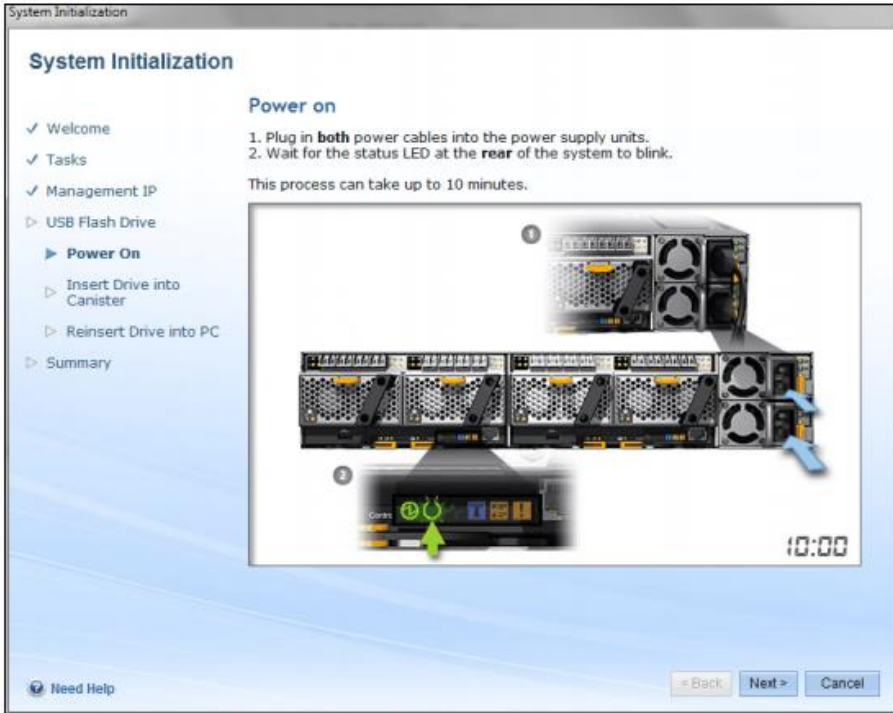 System Initialization
System Initialization
✓ Welcome
✓ Tasks
✓ Management IP
▷ USB Flash Drive
▶ Power On
▷ Insert Drive into
Canister
▷ Reinsert Drive into PC
▷ Summary
Power on
1. Plug in both power cables into the power supply units.
2. Wait for the status LED at the rear of the system to blink.
This process can take up to 10 minutes.
1
2
10:00
Need Help
< Back
Next >
Cancel